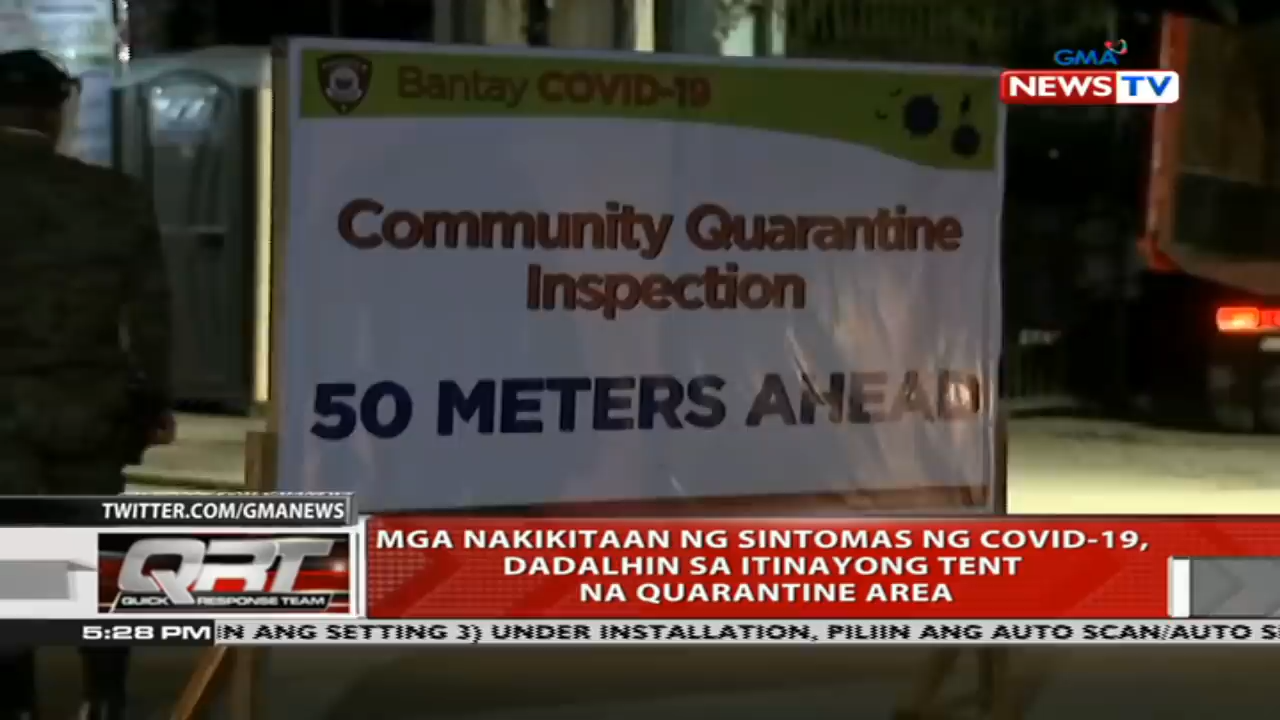 Bantay COVID-19
GMA
NEWS TV
Community Quarantine
Inspection
50 METERS AHEAD
TWITTER.COM/GMANEWS
QRT
QUICK RESPONSE TEAM
MGA NAKIKITAAN NG SINTOMAS NG COVID-19,
DADALHIN SA ITINAYONG TENT
NA QUARANTINE AREA
5:28 PM
IN ANG SETTING 3) UNDER INSTALLATION, PILIIN ANG AUTO SCAN/AUTO S